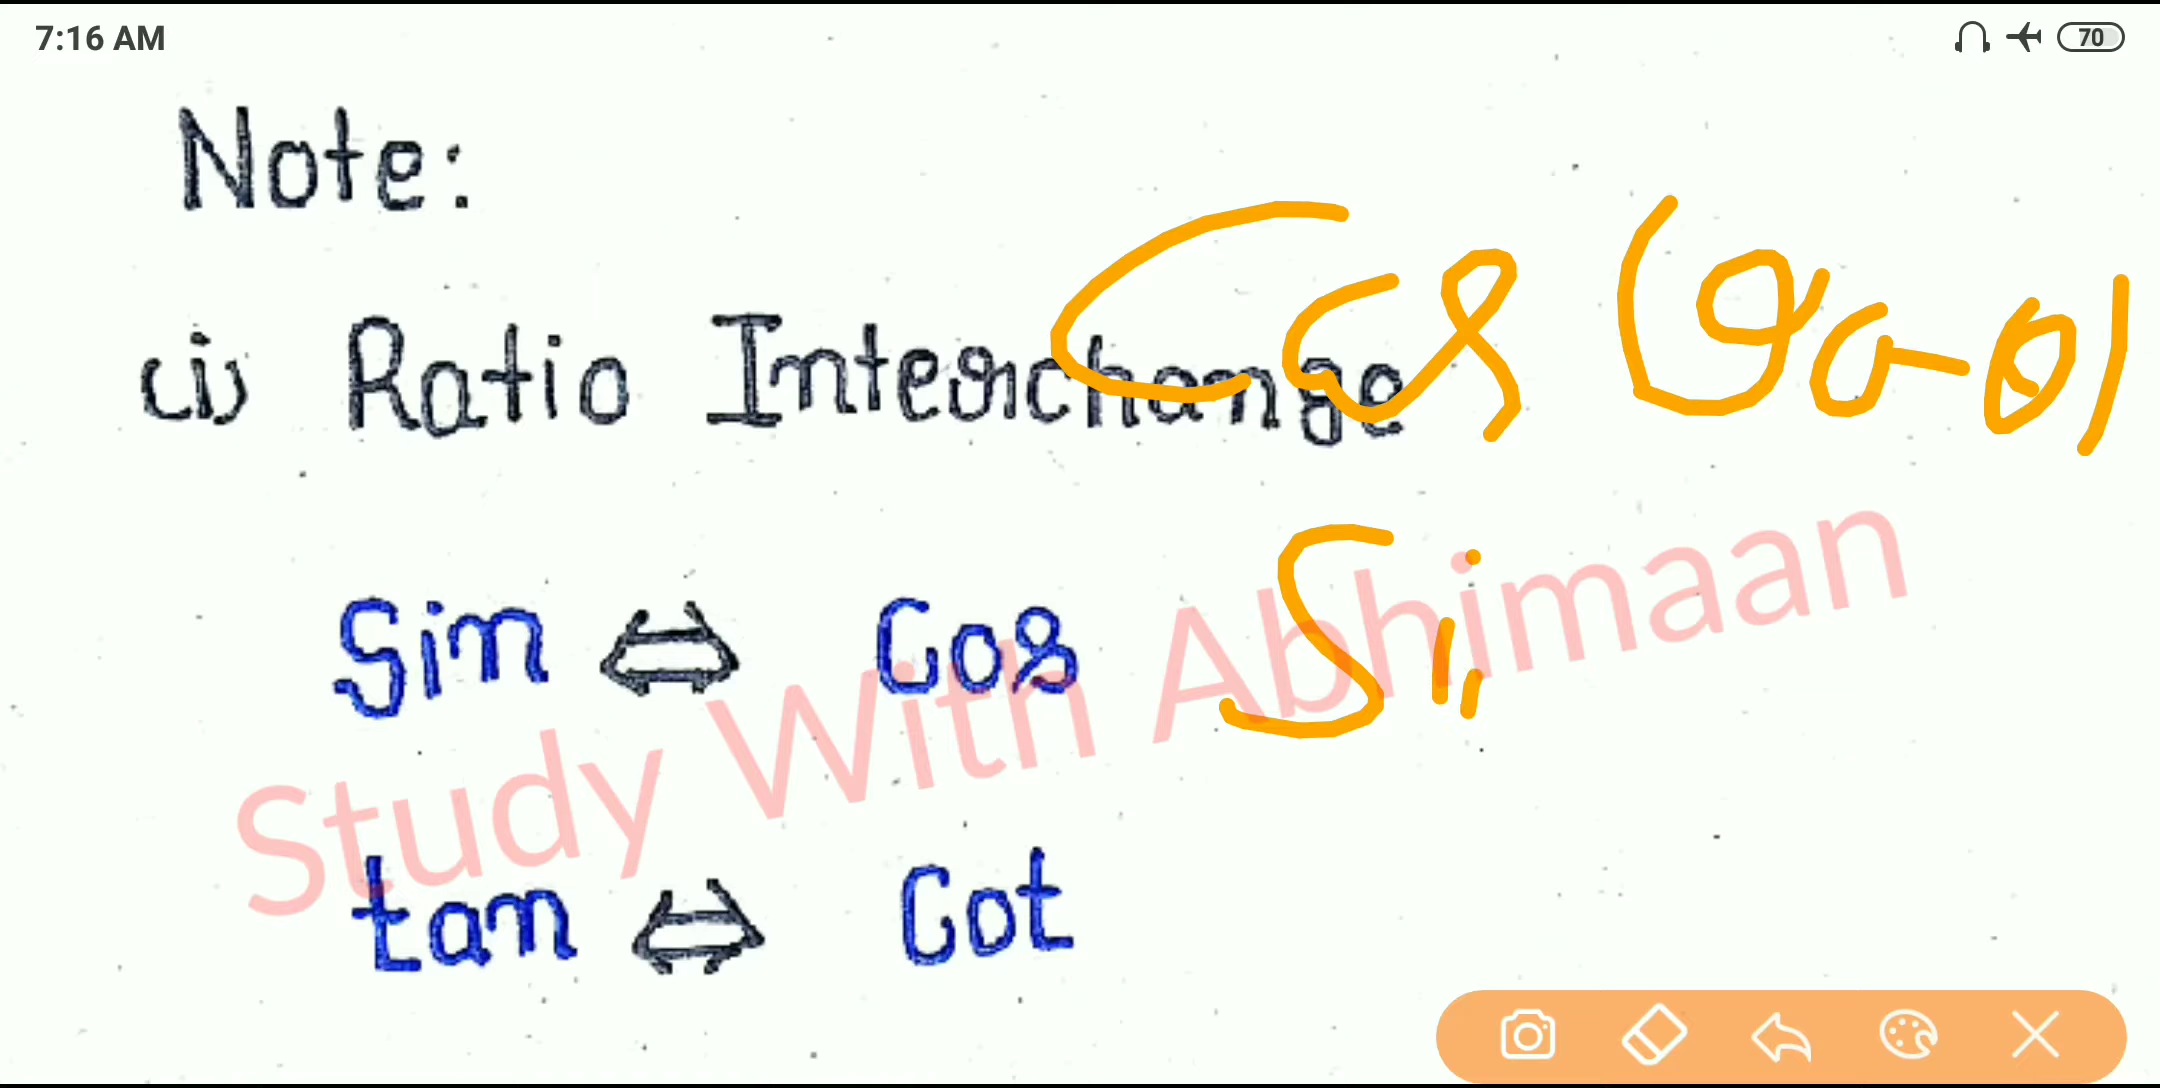 7:16 AM
70
Note:
(i) Ratio Interchange
Cos (90-θ)
Sin ⇔ Cos
Si
tan ⇔ Cot
Study With Abhimaan